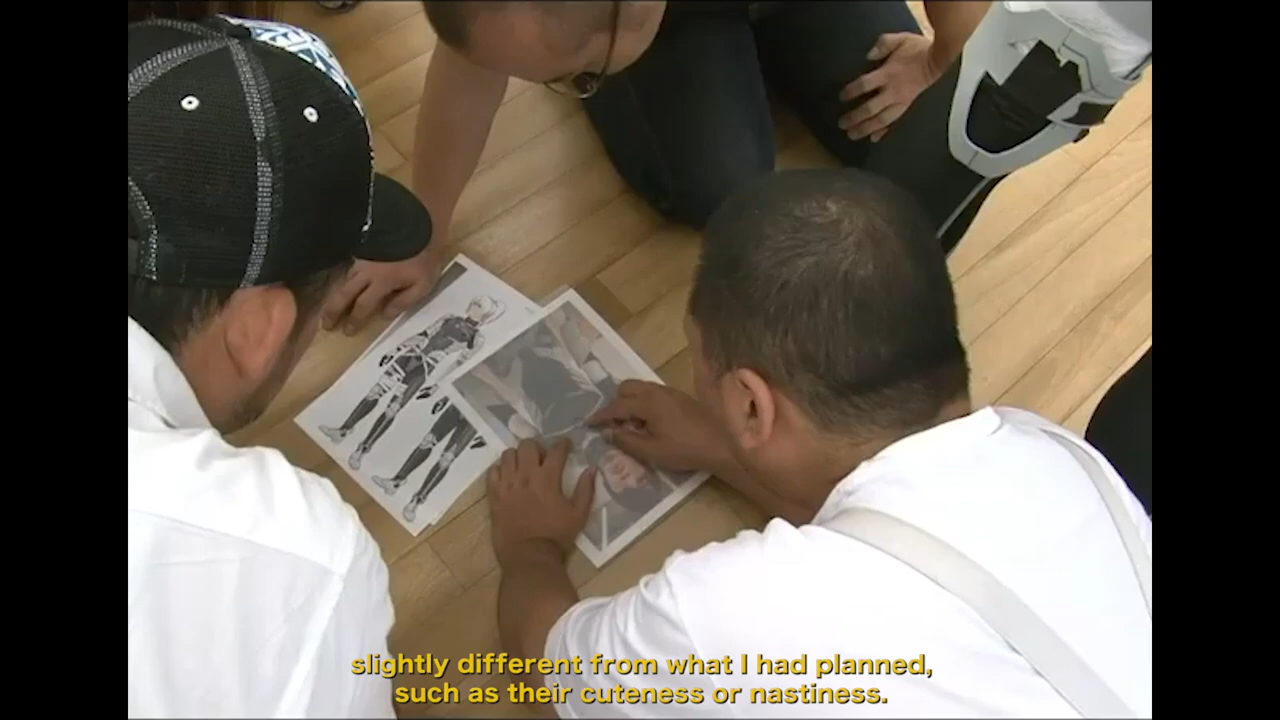 slightly different from what I had planned,
such as their cuteness or nastiness.